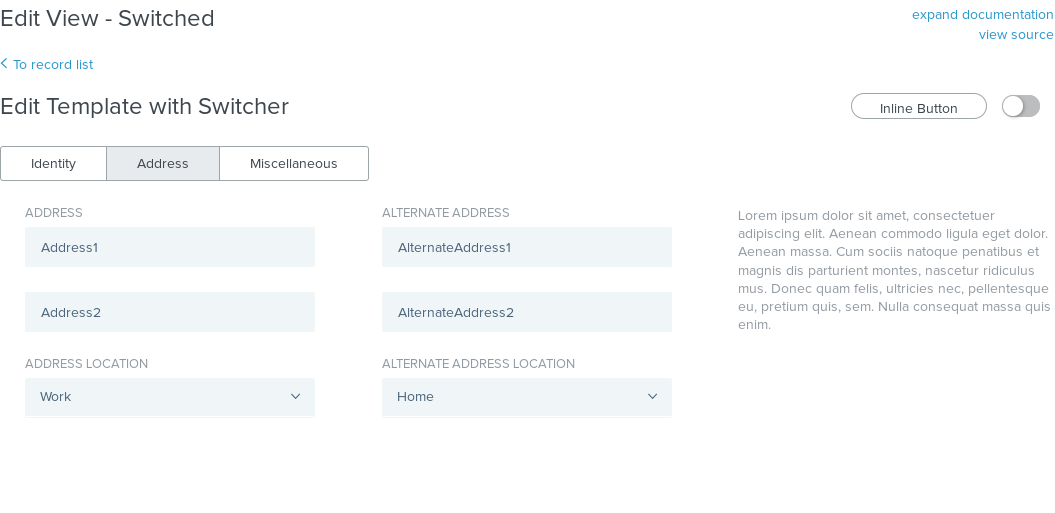 Edit View - Switched
expand documentation
view source
To record list
Edit Template with Switcher
Inline Button
Identity
Address
Miscellaneous
ADDRESS
Address1
Address2
ADDRESS LOCATION
Work
ALTERNATE ADDRESS
AlternateAddress1
AlternateAddress2
ALTERNATE ADDRESS LOCATION
Home
Lorem ipsum dolor sit amet, consectetuer
adipiscing elit. Aenean commodo ligula eget dolor.
Aenean massa. Cum sociis natoque penatibus et
magnis dis parturient montes, nascetur ridiculus
mus. Donec quam felis, ultricies nec, pellentesque
eu, pretium quis, sem. Nulla consequat massa quis
enim.